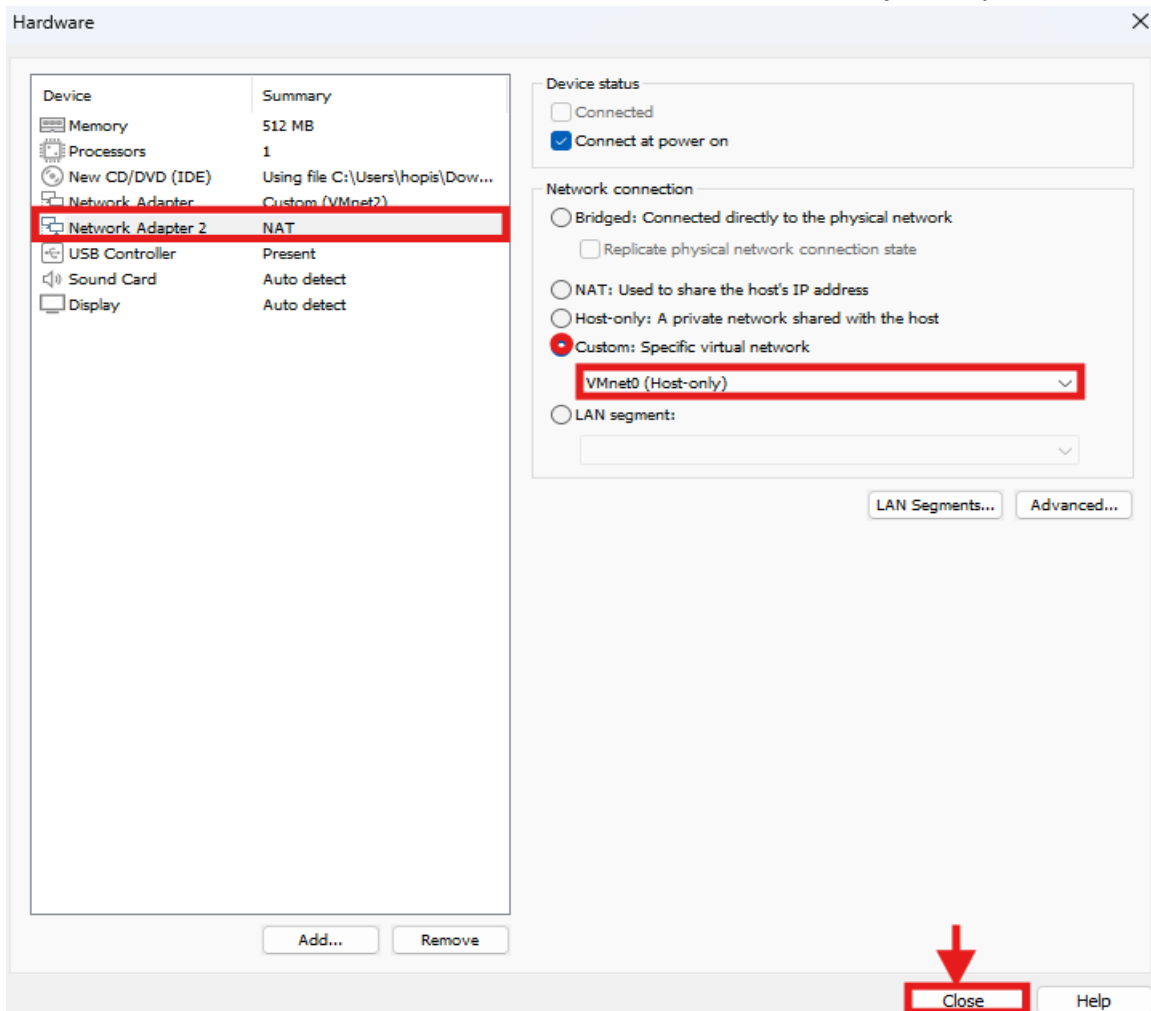 Hardware
Device Summary
Memory 512 MB
Processors 1
New CD/DVD (IDE) Using file C:\Users\hopis\Dow...
Network Adapter Custom (VMnet2)
Network Adapter 2 NAT
USB Controller Present
Sound Card Auto detect
Display Auto detect
Add... Remove
Device status
Connected
Connect at power on
Network connection
Bridged: Connected directly to the physical network
Replicate physical network connection state
NAT: Used to share the host's IP address
Host-only: A private network shared with the host
Custom: Specific virtual network
VMnet0 (Host-only)
LAN segment:
LAN Segments... Advanced...
Close Help